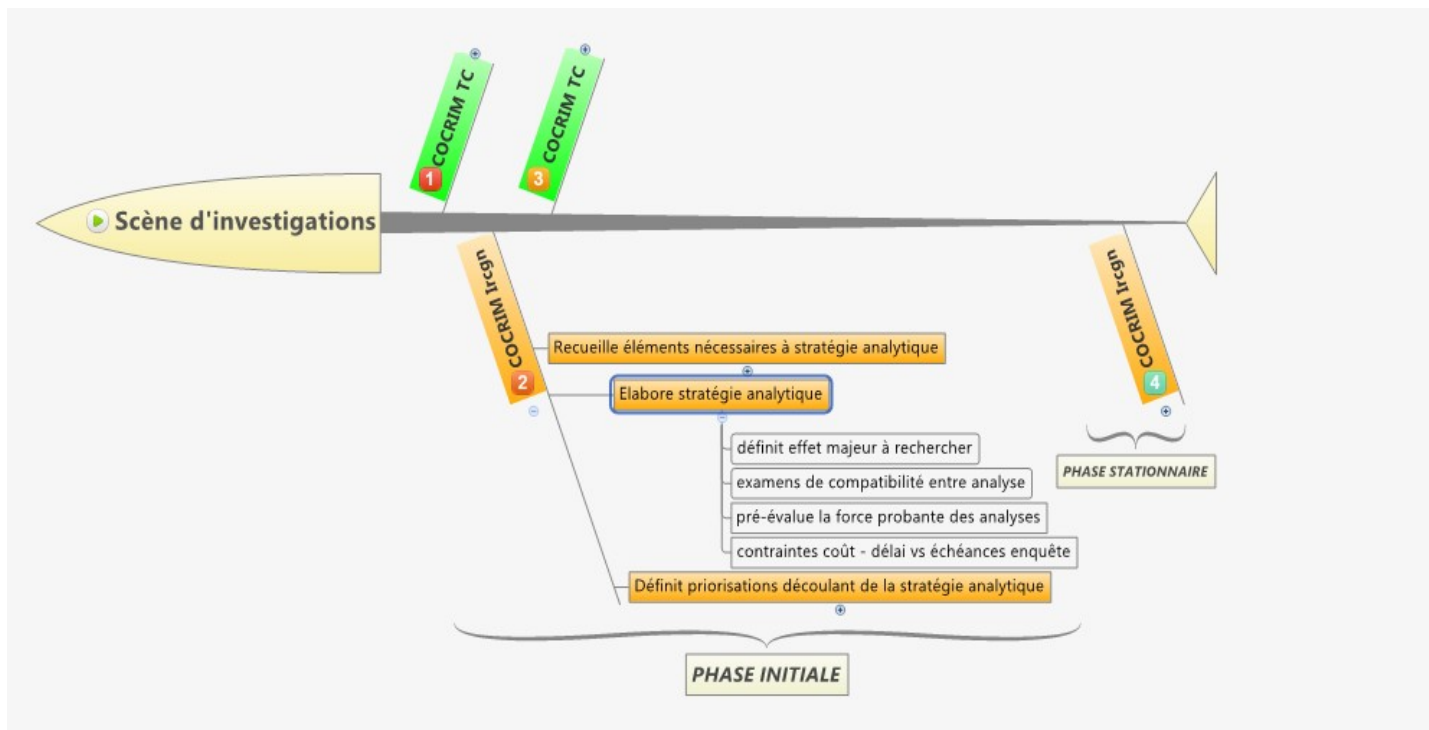 1 COCRIM TC
3 COCRIM TC
Scène d'investigations
2 COCRIM Ircgn
4 COCRIM Ircgn
Recueille éléments nécessaires à stratégie analytique
Elabore stratégie analytique
définit effet majeur à rechercher
examens de compatibilité entre analyse
pré-évalue la force probante des analyses
contraintes coût - délai vs échéances enquête
Définit priorisations découlant de la stratégie analytique
PHASE STATIONNAIRE
PHASE INITIALE